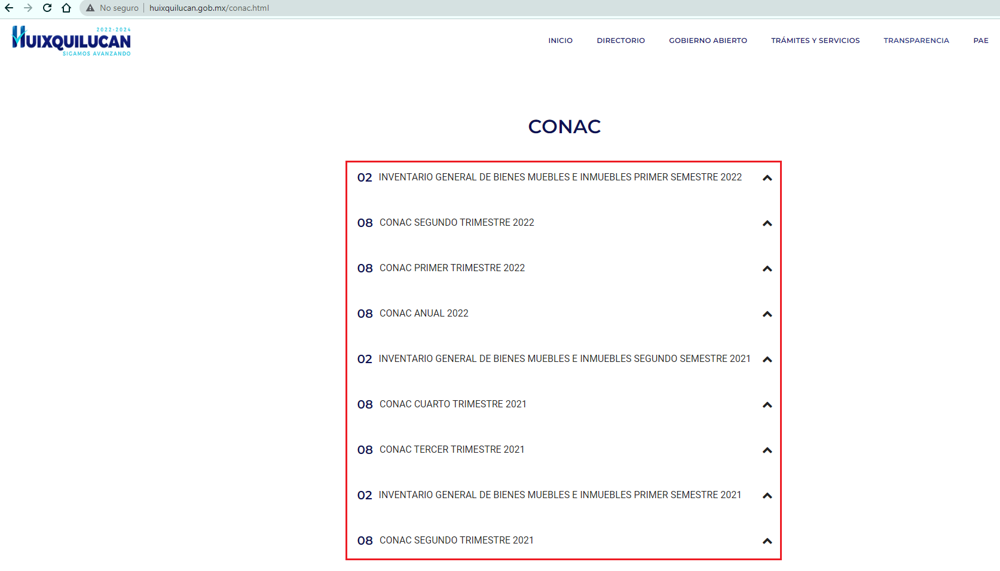 No seguro | huixquilucan.gob.mx/conac.html
2022-2024
HUIXQUILUCAN
SIGAMOS AVANZANDO
INICIO DIRECTORIO GOBIERNO ABIERTO TRÁMITES Y SERVICIOS TRANSPARENCIA PAE
CONAC
02 INVENTARIO GENERAL DE BIENES MUEBLES E INMUEBLES PRIMER SEMESTRE 2022
08 CONAC SEGUNDO TRIMESTRE 2022
08 CONAC PRIMER TRIMESTRE 2022
08 CONAC ANUAL 2022
02 INVENTARIO GENERAL DE BIENES MUEBLES E INMUEBLES SEGUNDO SEMESTRE 2021
08 CONAC CUARTO TRIMESTRE 2021
08 CONAC TERCER TRIMESTRE 2021
02 INVENTARIO GENERAL DE BIENES MUEBLES E INMUEBLES PRIMER SEMESTRE 2021
08 CONAC SEGUNDO TRIMESTRE 2021